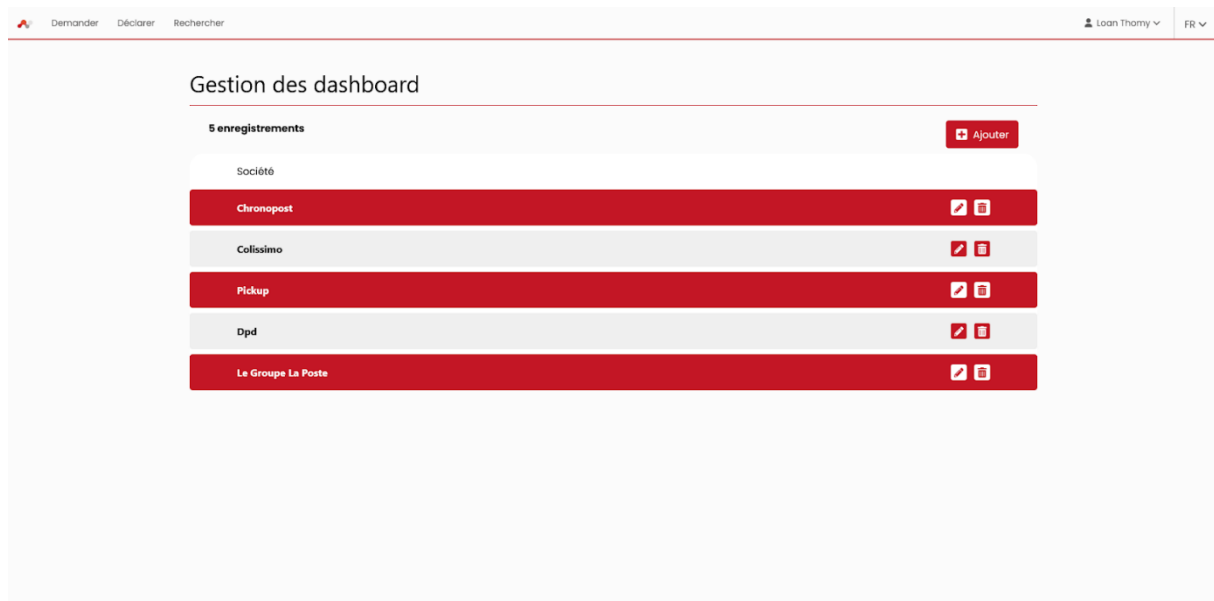 Demander Déclarer Rechercher Loan Thomy FR
Gestion des dashboard
5 enregistrements Ajouter
Société
Chronopost
Colissimo
Pickup
Dpd
Le Groupe La Poste